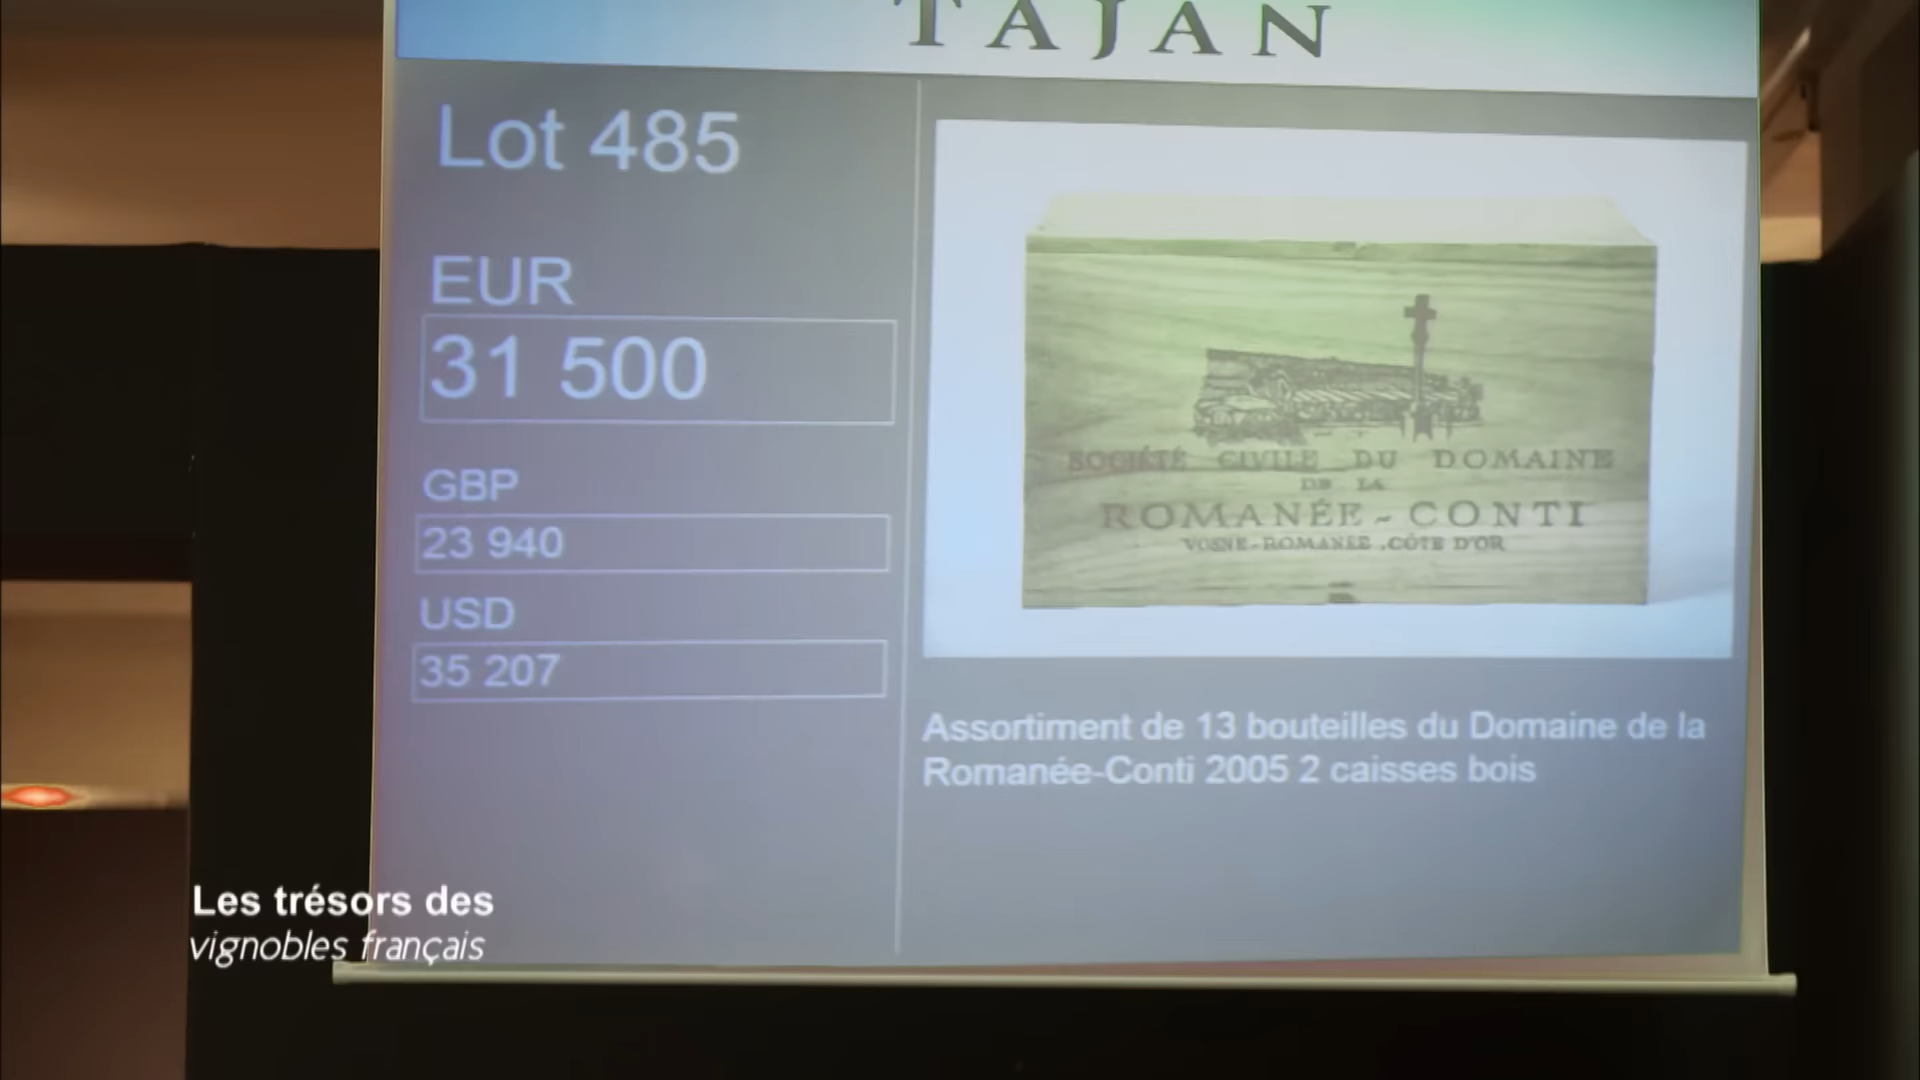 TAJAN
Lot 485
EUR
31 500
GBP
23 940
USD
35 207
SOCIÉTÉ CIVILE DU DOMAINE
DE LA
ROMANÉE-CONTI
VOSNE-ROMANÉE, CÔTE D'OR
Assortiment de 13 bouteilles du Domaine de la
Romanée-Conti 2005 2 caisses bois
Les trésors des
vignobles français